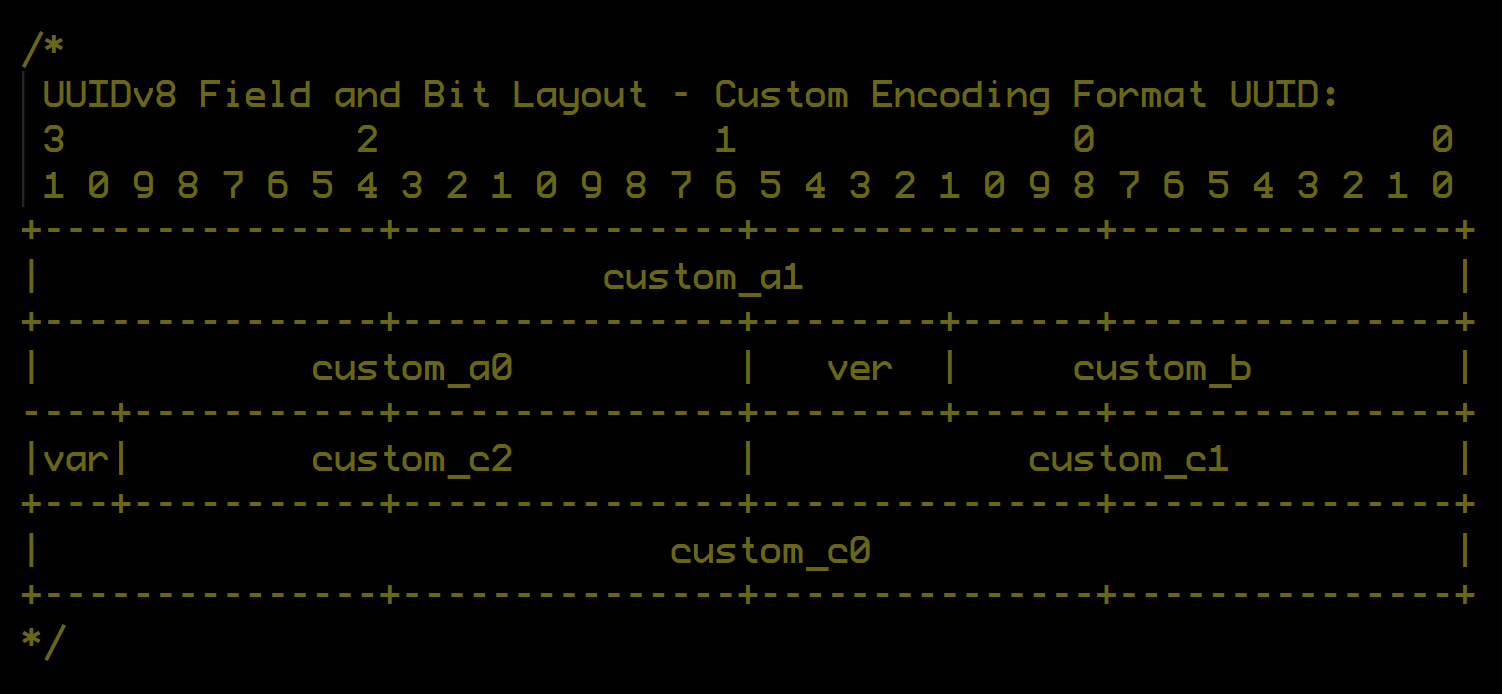 /*
 UUIDv8 Field and Bit Layout - Custom Encoding Format UUID:
 3             2               1               0               0
 1 0 9 8 7 6 5 4 3 2 1 0 9 8 7 6 5 4 3 2 1 0 9 8 7 6 5 4 3 2 1 0
+---------------+---------------+---------------+---------------+
|                         custom_a1                             |
+---------------+---------------+--------+------+---------------+
|            custom_a0          |   ver  |     custom_b         |
----+-----------+---------------+--------+------+---------------+
|var|        custom_c2          |            custom_c1          |
+---+-----------+---------------+---------------+---------------+
|                            custom_c0                          |
+---------------+---------------+---------------+---------------+
*/